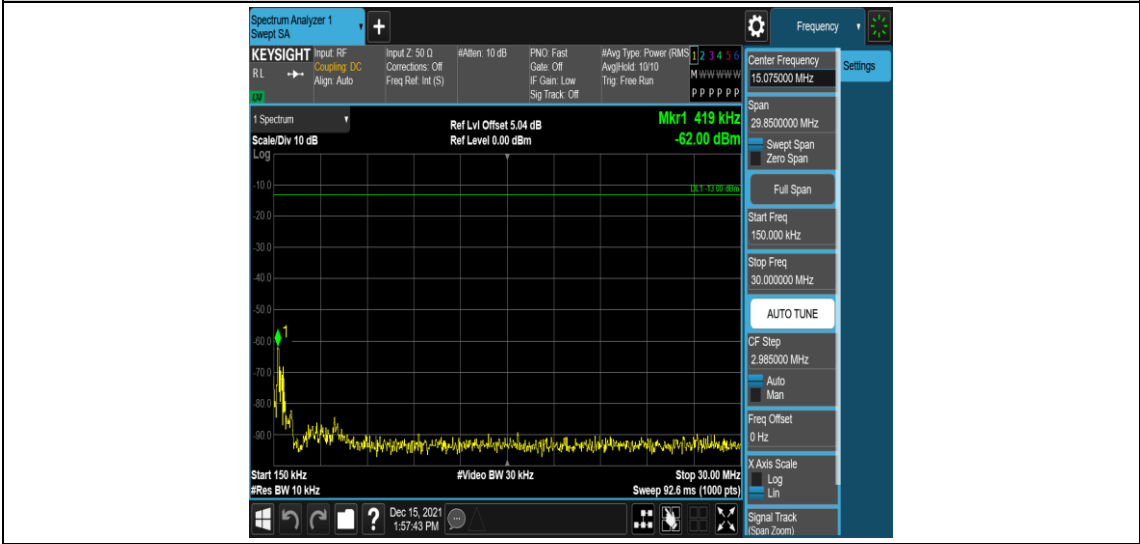 Spectrum Analyzer 1
Swept SA
+
Frequency
KEYSIGHT
RL
Input: RF
Coupling: DC
Align: Auto
Input Z: 50 Ω
Corrections: Off
Freq Ref: Int (S)
#Atten: 10 dB
PNO: Fast
Gate: Off
IF Gain: Low
Sig Track: Off
#Avg Type: Power (RMS
Avg|Hold: 10/10
Trig: Free Run
1 2 3 4 5 6
M W W W W W
P P P P P P
1 Spectrum
Scale/Div 10 dB
Log
Ref Lvl Offset 5.04 dB
Ref Level 0.00 dBm
Mkr1 419 kHz
-62.00 dBm
DL1 -13.00 dBm
-10.0
-20.0
-30.0
-40.0
-50.0
1
-60.0
-70.0
-80.0
-90.0
Start 150 kHz
#Video BW 30 kHz
Stop 30.00 MHz
#Res BW 10 kHz
Sweep 92.6 ms (1000 pts)
?
Dec 15, 2021
1:57:43 PM
Center Frequency
15.075000 MHz
Settings
Span
29.8500000 MHz
Swept Span
Zero Span
Full Span
Start Freq
150.000 kHz
Stop Freq
30.000000 MHz
AUTO TUNE
CF Step
2.985000 MHz
Auto
Man
Freq Offset
0 Hz
X Axis Scale
Log
Lin
Signal Track
(Span Zoom)